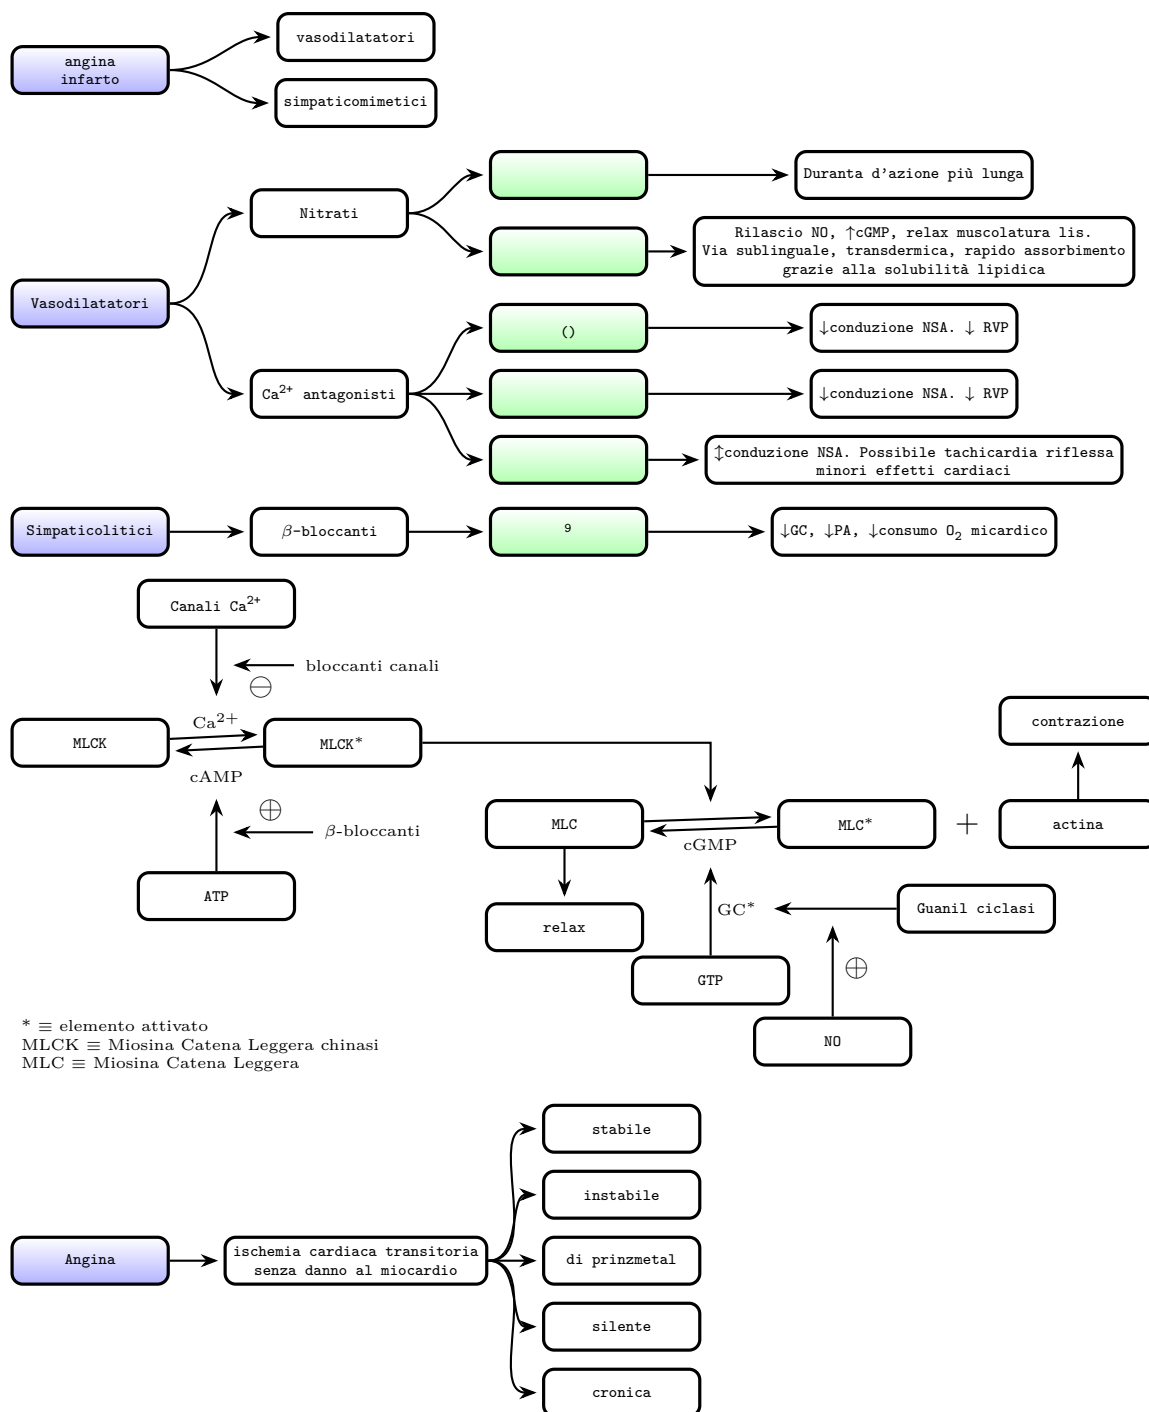 vasodilatatori
angina
infarto
simpaticomimetici
Duranta d'azione più lunga
Nitrati
Rilascio NO, ↑cGMP, relax muscolatura lis.
Via sublinguale, transdermica, rapido assorbimento
grazie alla solubilità lipidica
Vasodilatatori
()
↓conduzione NSA. ↓ RVP
Ca²⁺ antagonisti
↓conduzione NSA. ↓ RVP
↕conduzione NSA. Possibile tachicardia riflessa
minori effetti cardiaci
Simpaticolitici
β-bloccanti
9
↓GC, ↓PA, ↓consumo O₂ micardico
Canali Ca²⁺
bloccanti canali
⊖
Ca²⁺
MLCK
MLCK*
contrazione
cAMP
⊕
β-bloccanti
MLC
MLC*
+
actina
cGMP
ATP
GC*
Guanil ciclasi
relax
⊕
GTP
NO
* ≡ elemento attivato
MLCK ≡ Miosina Catena Leggera chinasi
MLC ≡ Miosina Catena Leggera
stabile
instabile
Angina
ischemia cardiaca transitoria
senza danno al miocardio
di prinzmetal
silente
cronica